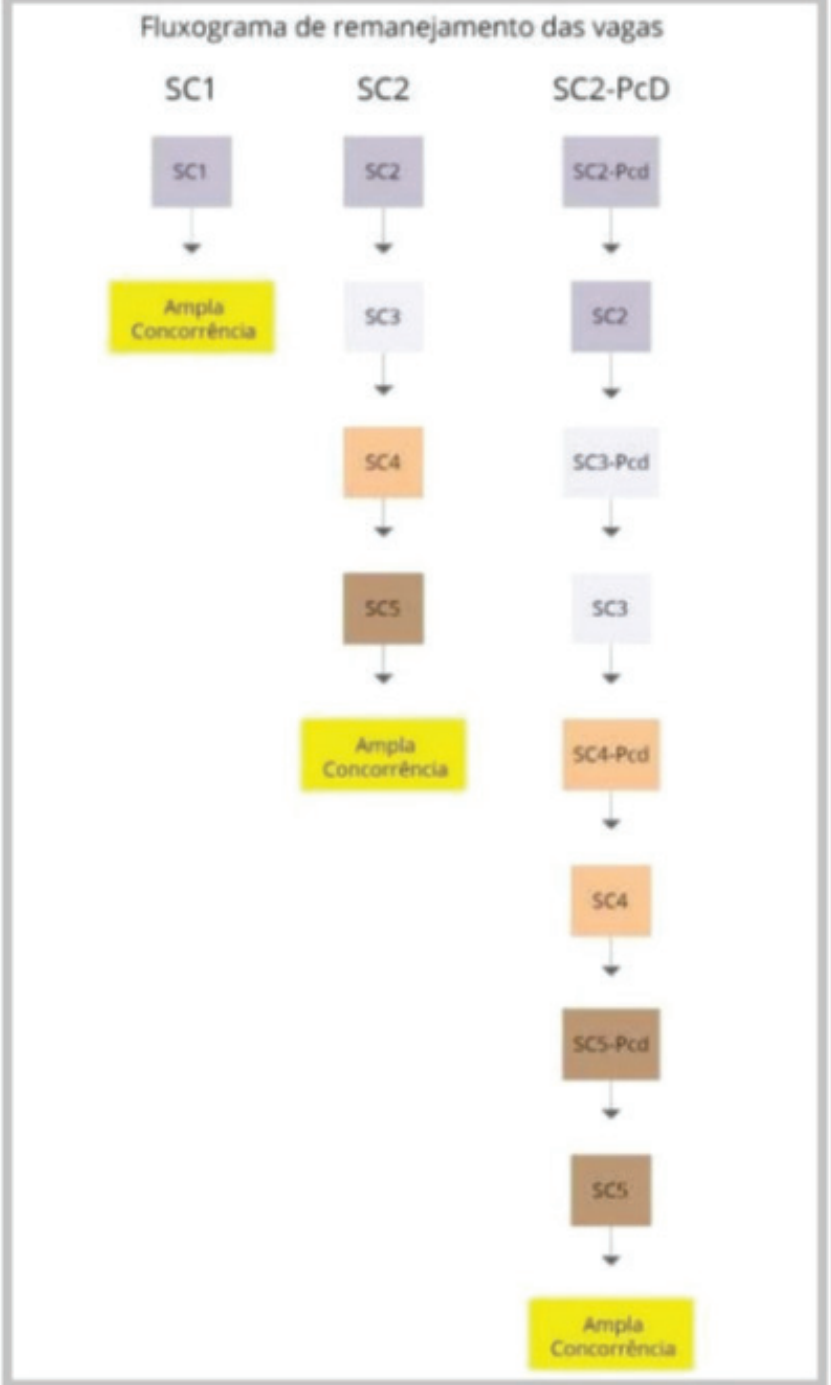 Fluxograma de remanejamento das vagas
SC1
SC1
Ampla
Concorrência
SC2
SC2
SC3
SC4
SC5
Ampla
Concorrência
SC2-PcD
SC2-Pcd
SC2
SC3-Pcd
SC3
SC4-Pcd
SC4
SC5-Pcd
SC5
Ampla
Concorrência